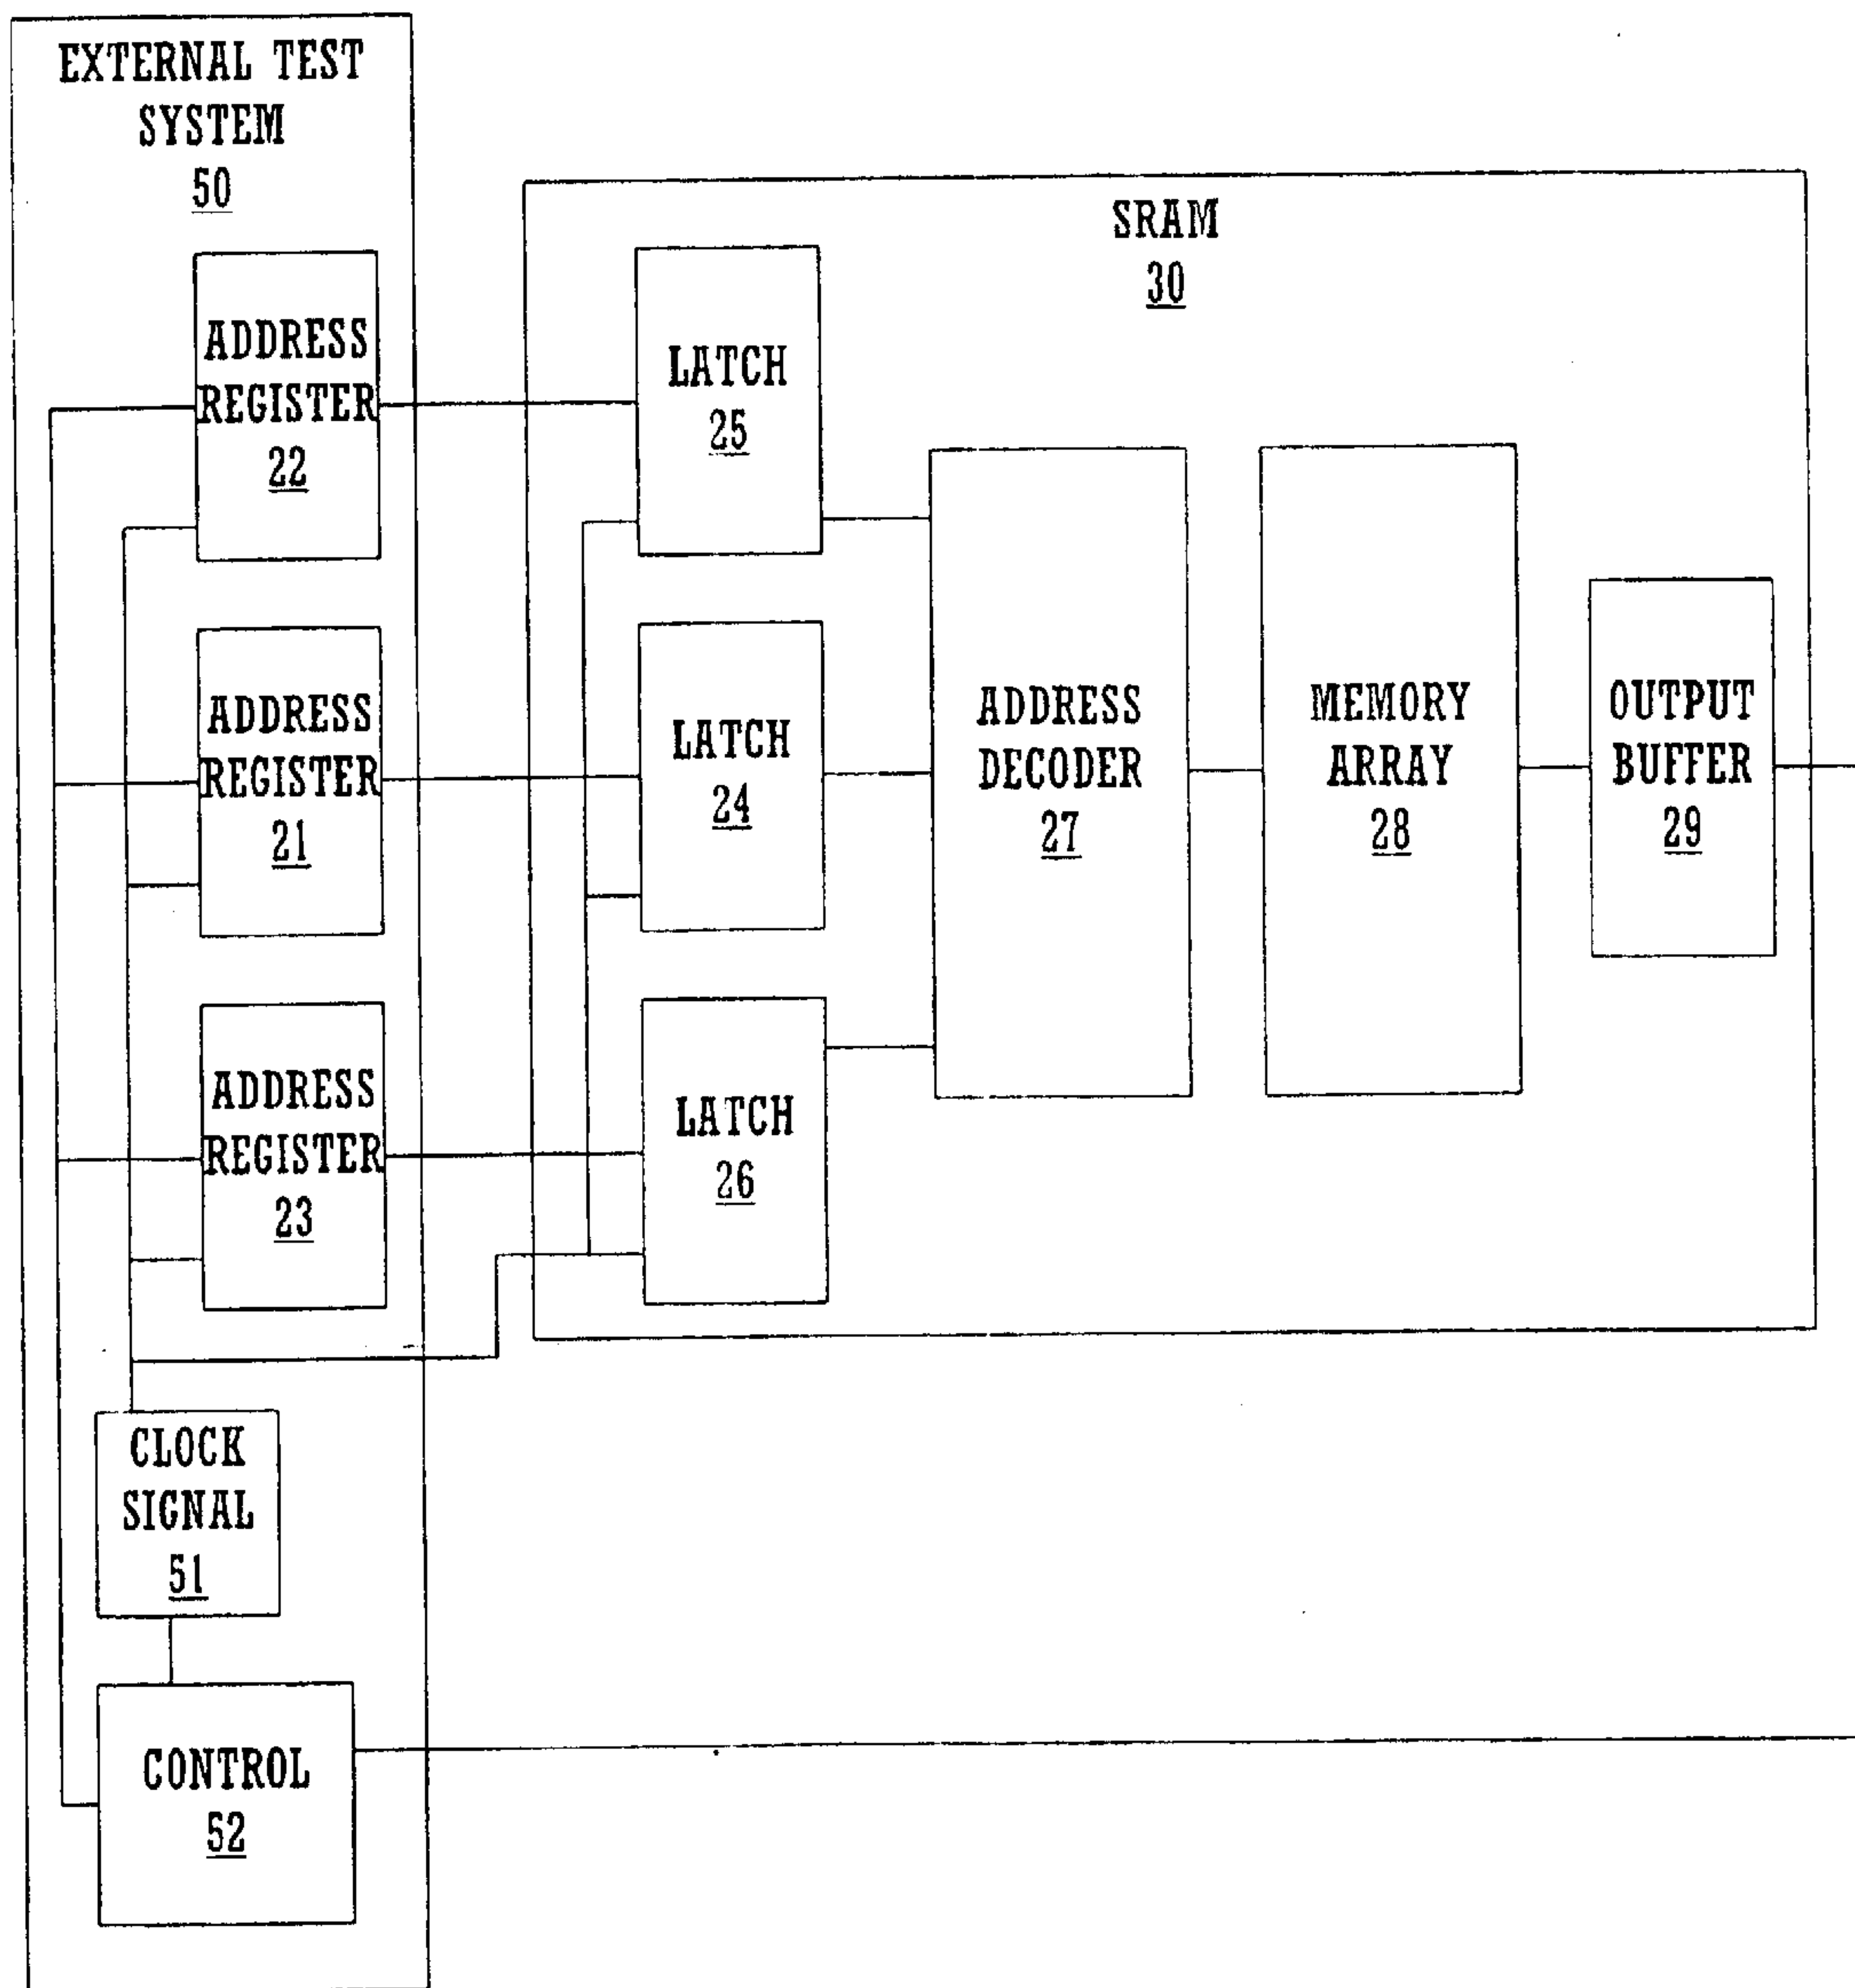 EXTERNAL TEST
SYSTEM
50
SRAM
30
ADDRESS
REGISTER
22
LATCH
25
ADDRESS
REGISTER
21
LATCH
24
ADDRESS
DECODER
27
MEMORY
ARRAY
28
OUTPUT
BUFFER
29
ADDRESS
REGISTER
23
LATCH
26
CLOCK
SIGNAL
51
CONTROL
52